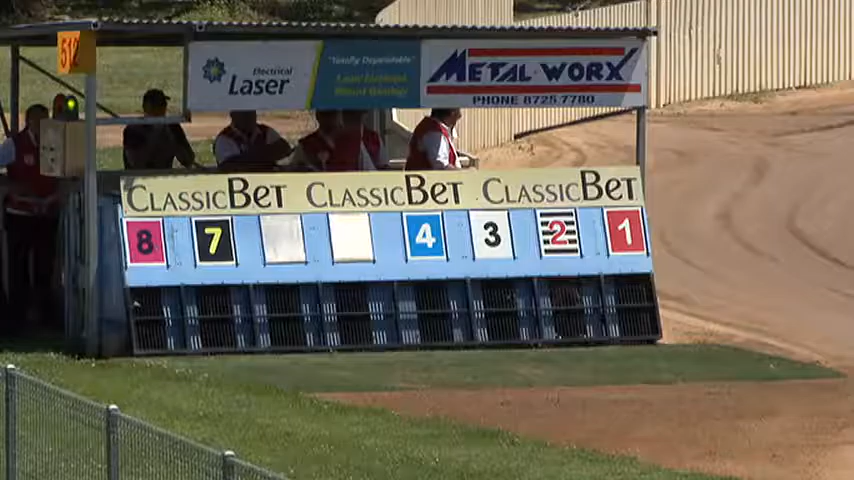 512
Electrical
Laser
"Totally Dependable"
METAL WORX
PHONE 8725 7780
CLASSICBET CLASSICBET CLASSICBET
8 7 4 3 2 1